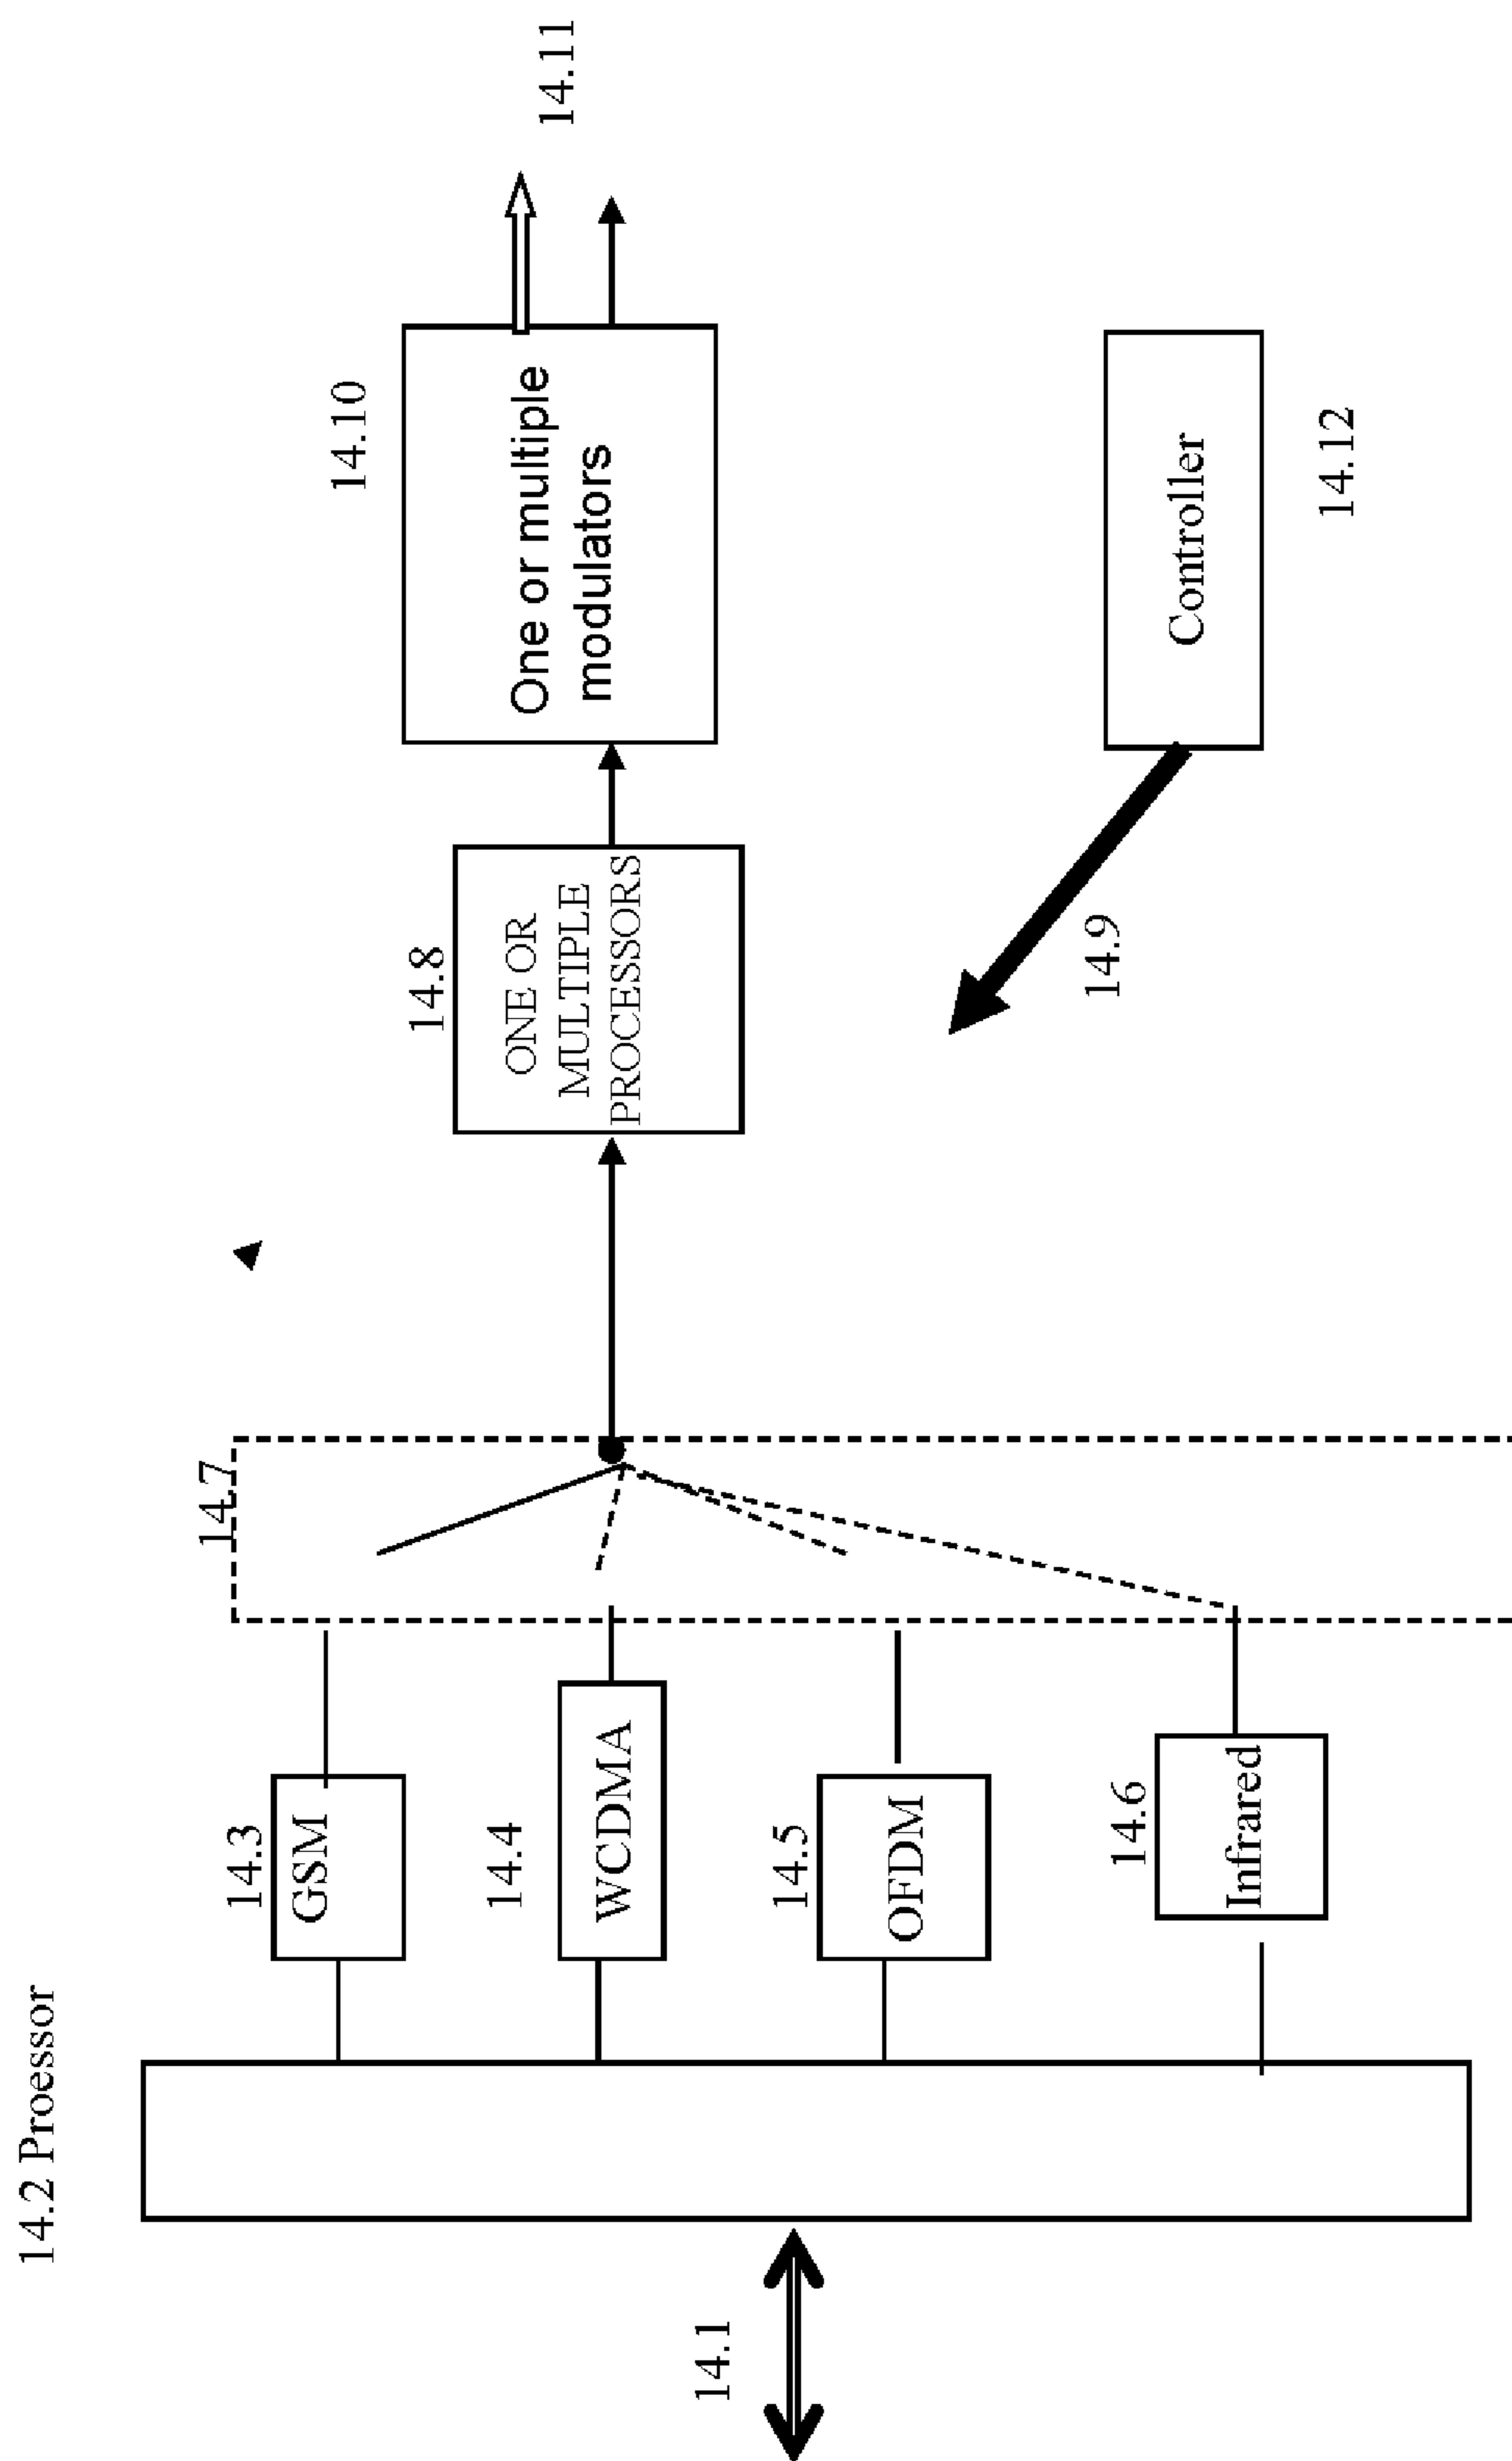 14.2 Proessor
14.1
14.3
GSM
14.4
WCDMA
14.5
OFDM
14.6
Infrared
14.7
14.8
ONE OR
MULTIPLE
PROCESSORS
14.9
14.10
One or multiple
modulators
14.11
Controller
14.12